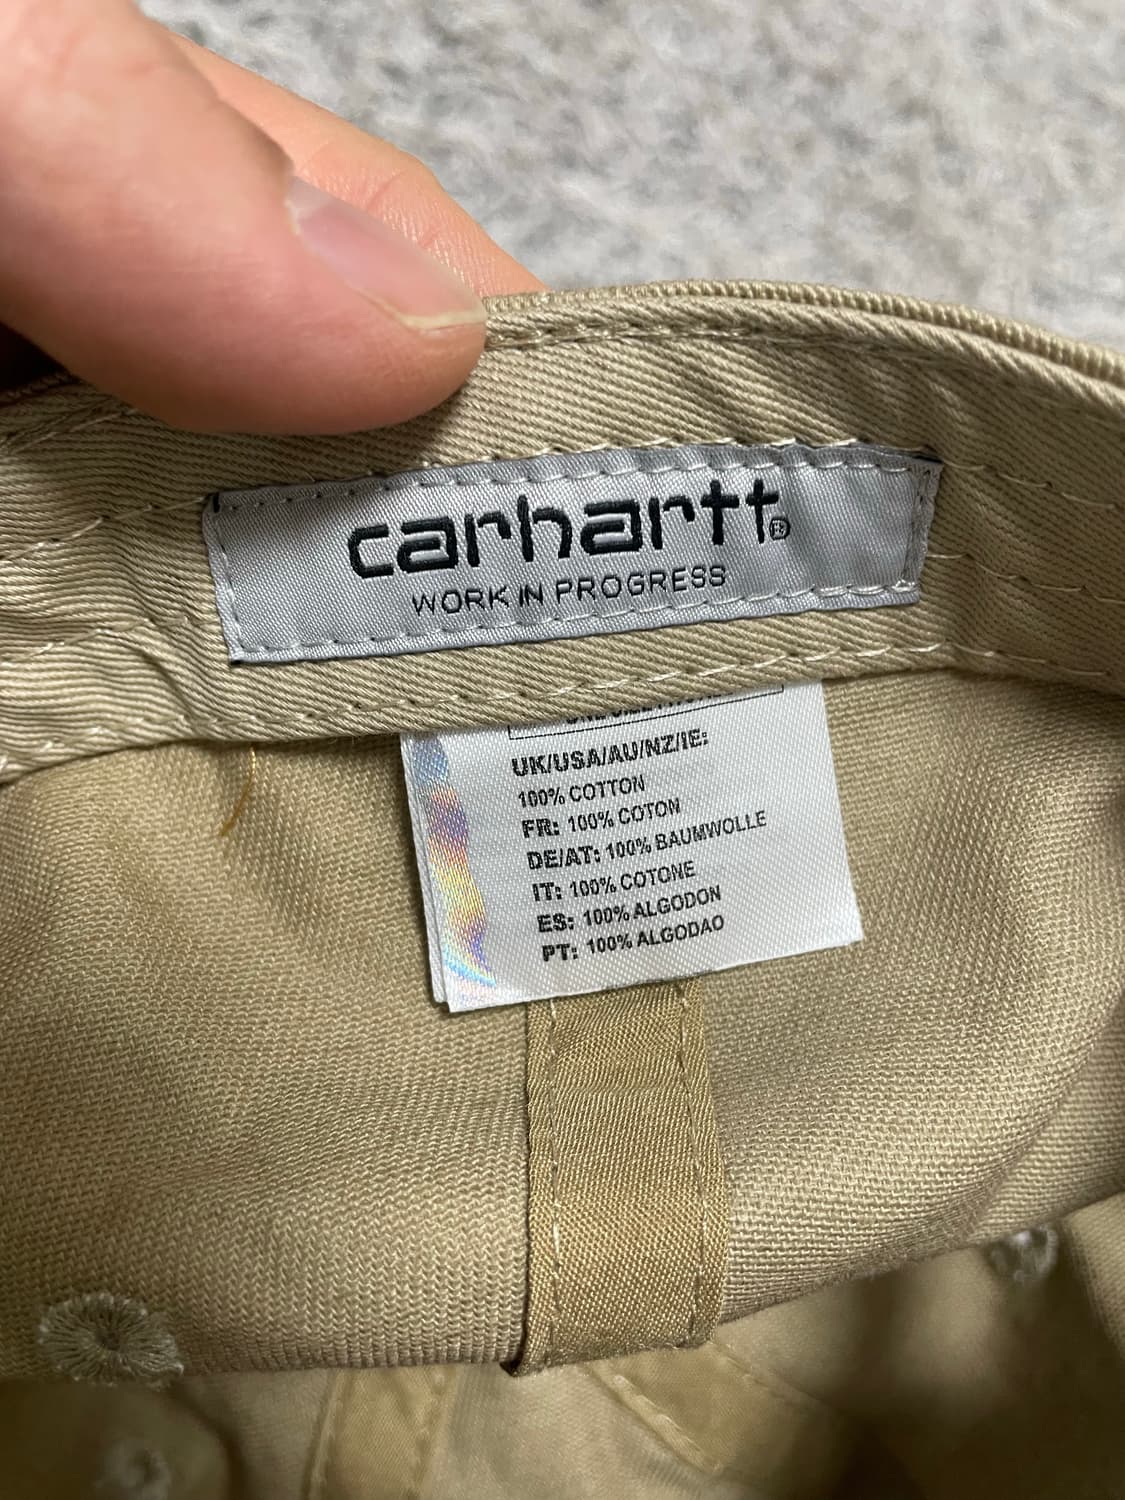 carhartt®
WORK IN PROGRESS
UK/USA/AU/NZ/IE:
100% COTTON
FR: 100% COTON
DE/AT: 100% BAUMWOLLE
IT: 100% COTONE
ES: 100% ALGODON
PT: 100% ALGODAO